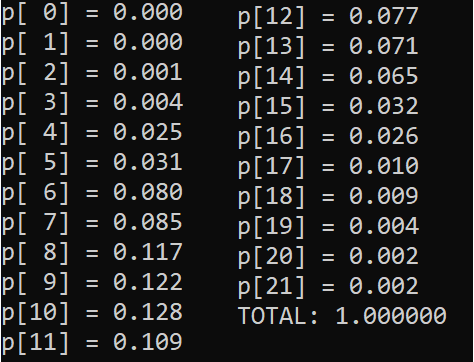 p[ 0] = 0.000
p[ 1] = 0.000
p[ 2] = 0.001
p[ 3] = 0.004
p[ 4] = 0.025
p[ 5] = 0.031
p[ 6] = 0.080
p[ 7] = 0.085
p[ 8] = 0.117
p[ 9] = 0.122
p[10] = 0.128
p[11] = 0.109
p[12] = 0.077
p[13] = 0.071
p[14] = 0.065
p[15] = 0.032
p[16] = 0.026
p[17] = 0.010
p[18] = 0.009
p[19] = 0.004
p[20] = 0.002
p[21] = 0.002
TOTAL: 1.000000